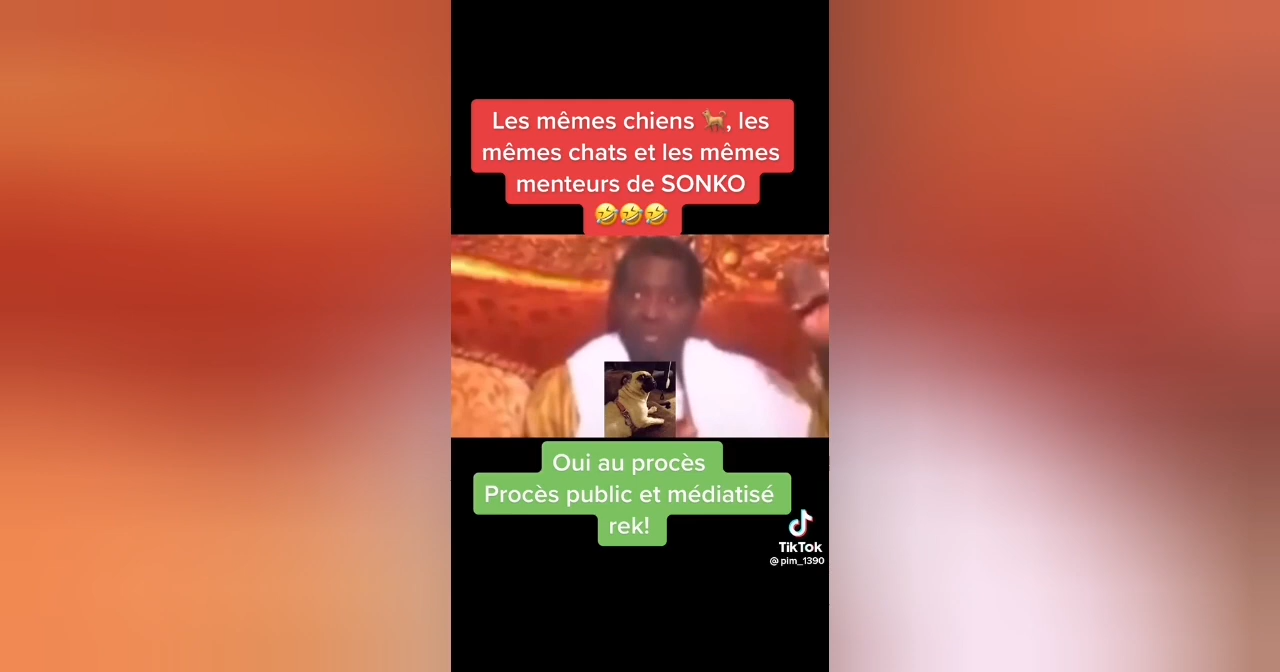 Les mêmes chiens 🐕, les
mêmes chats et les mêmes
menteurs de SONKO
🤣🤣🤣
Oui au procès
Procès public et médiatisé
rek!
TikTok
@pim_1390